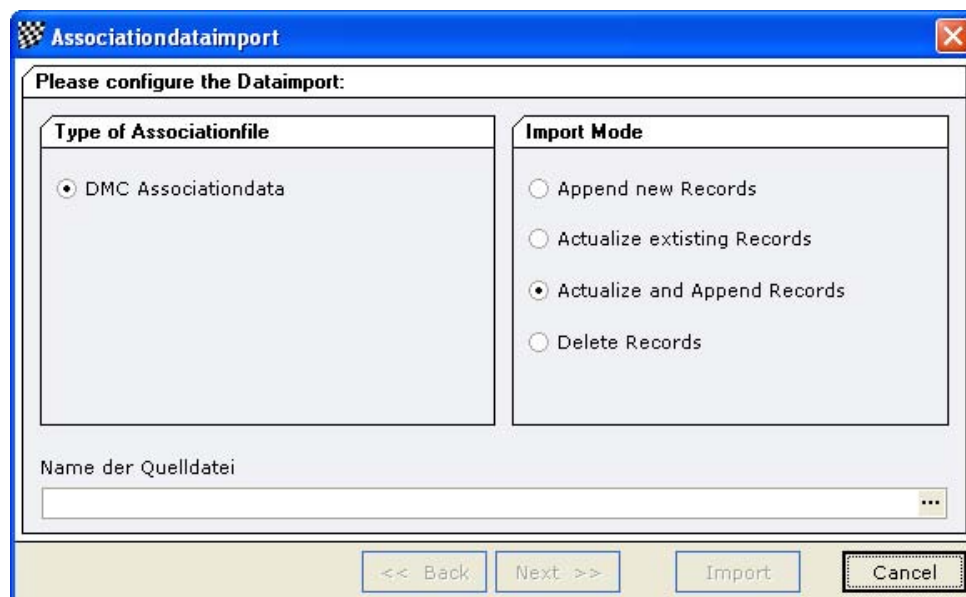 Associationdataimport
Please configure the Dataimport:
Type of Associationfile
DMC Associationdata
Import Mode
Append new Records
Actualize extisting Records
Actualize and Append Records
Delete Records
Name der Quelldatei
...
<< Back Next >> Import Cancel